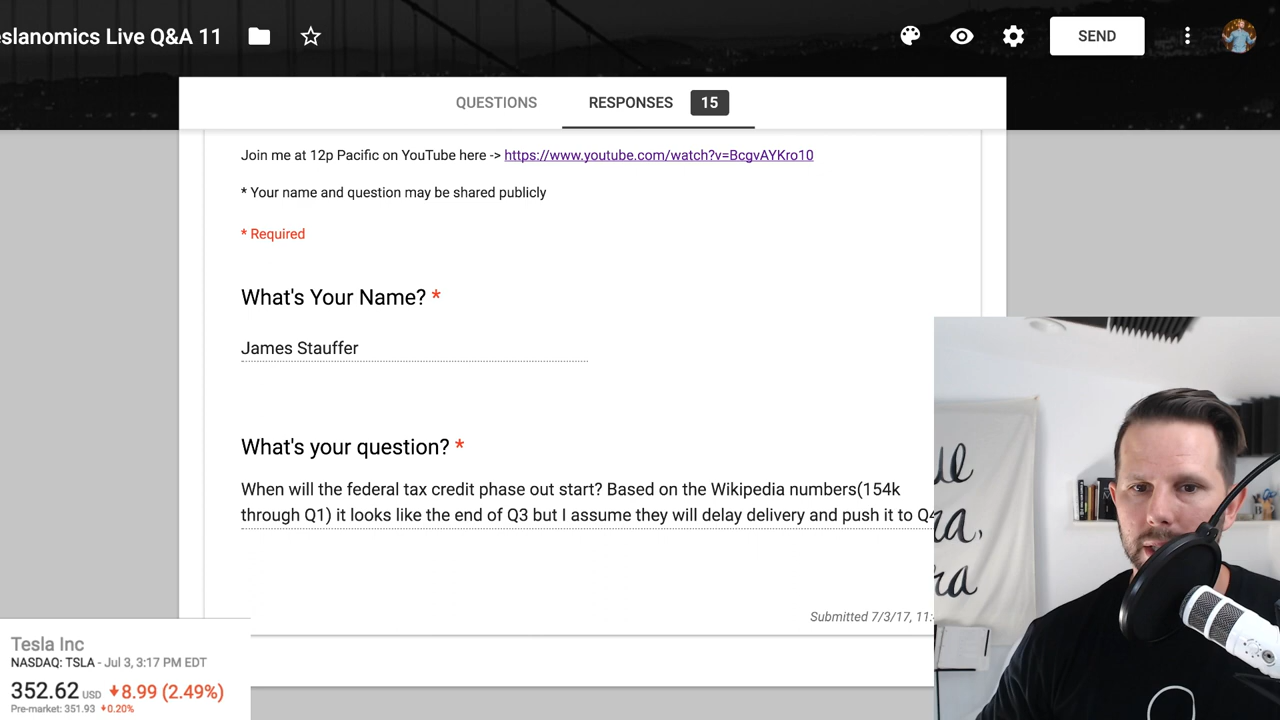 eslanomics Live Q&A 11
SEND
QUESTIONS
RESPONSES 15
Join me at 12p Pacific on YouTube here -> https://www.youtube.com/watch?v=BcgvAYKro10
* Your name and question may be shared publicly
* Required
What's Your Name? *
James Stauffer
What's your question? *
When will the federal tax credit phase out start? Based on the Wikipedia numbers(154k
through Q1) it looks like the end of Q3 but I assume they will delay delivery and push it to Q4
Submitted 7/3/17, 11:
Tesla Inc
NASDAQ: TSLA - Jul 3, 3:17 PM EDT
352.62 USD 8.99 (2.49%)
Pre-market: 351.93 0.20%